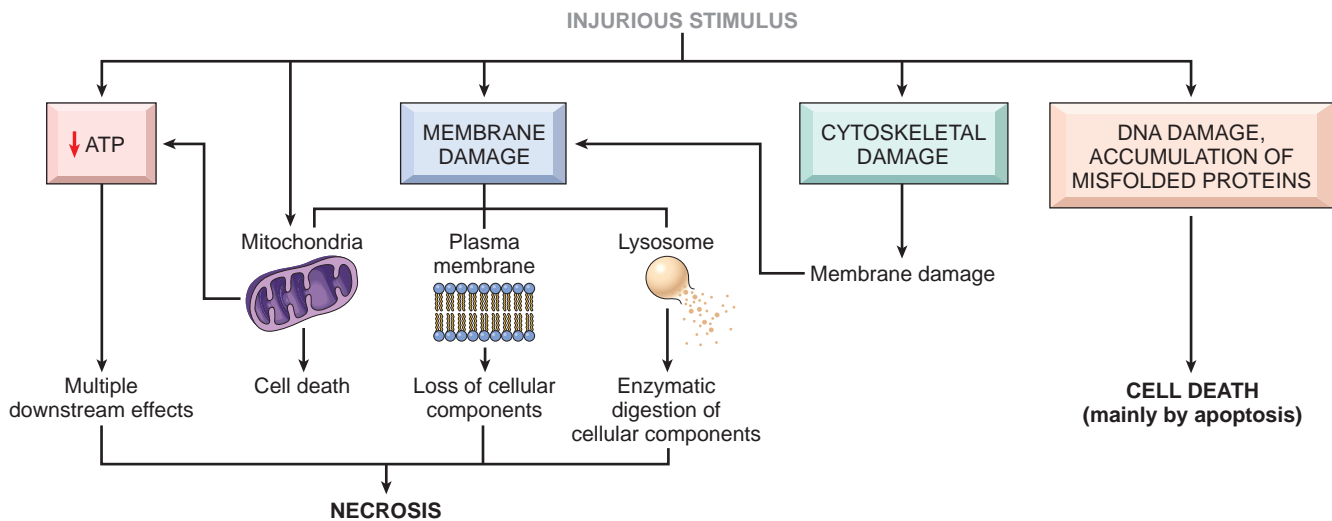 INJURIOUS STIMULUS
ATP
MEMBRANE
DAMAGE
CYTOSKELETAL
DAMAGE
DNA DAMAGE,
ACCUMULATION OF
MISFOLDED PROTEINS
Mitochondria
Plasma
membrane
Lysosome
Membrane damage
Multiple
downstream effects
Cell death
Loss of cellular
components
Enzymatic
digestion of
cellular components
CELL DEATH
(mainly by apoptosis)
NECROSIS